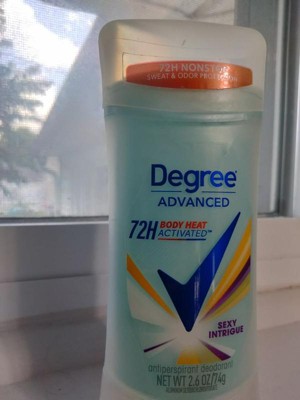 72H NONSTOP
SWEAT & ODOR PROTECTION
Degree
ADVANCED
72H BODY HEAT
ACTIVATED™
SEXY
INTRIGUE
antiperspirant deodorant
NET WT 2.6 OZ/74g